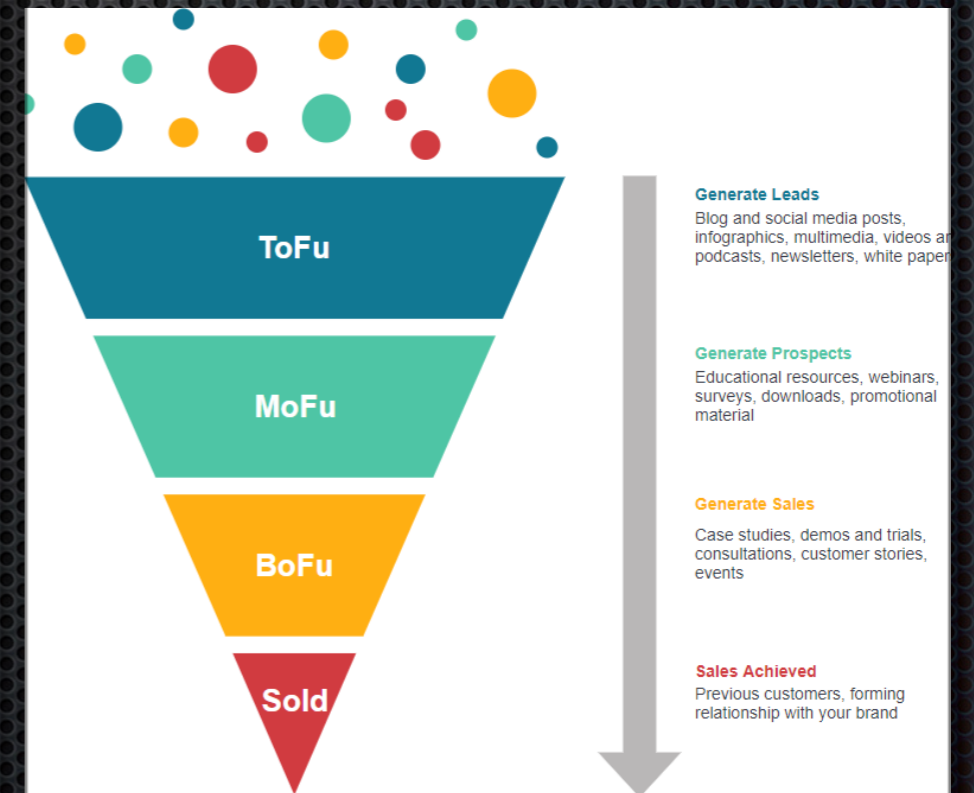 ToFu
Generate Leads
Blog and social media posts,
infographics, multimedia, videos
podcasts, newsletters, white paper
MoFu
Generate Prospects
Educational resources, webinars,
surveys, downloads, promotional
material
BoFu
Generate Sales
Case studies, demos and trials,
consultations, customer stories,
events
Sold
Sales Achieved
Previous customers, forming
relationship with your brand